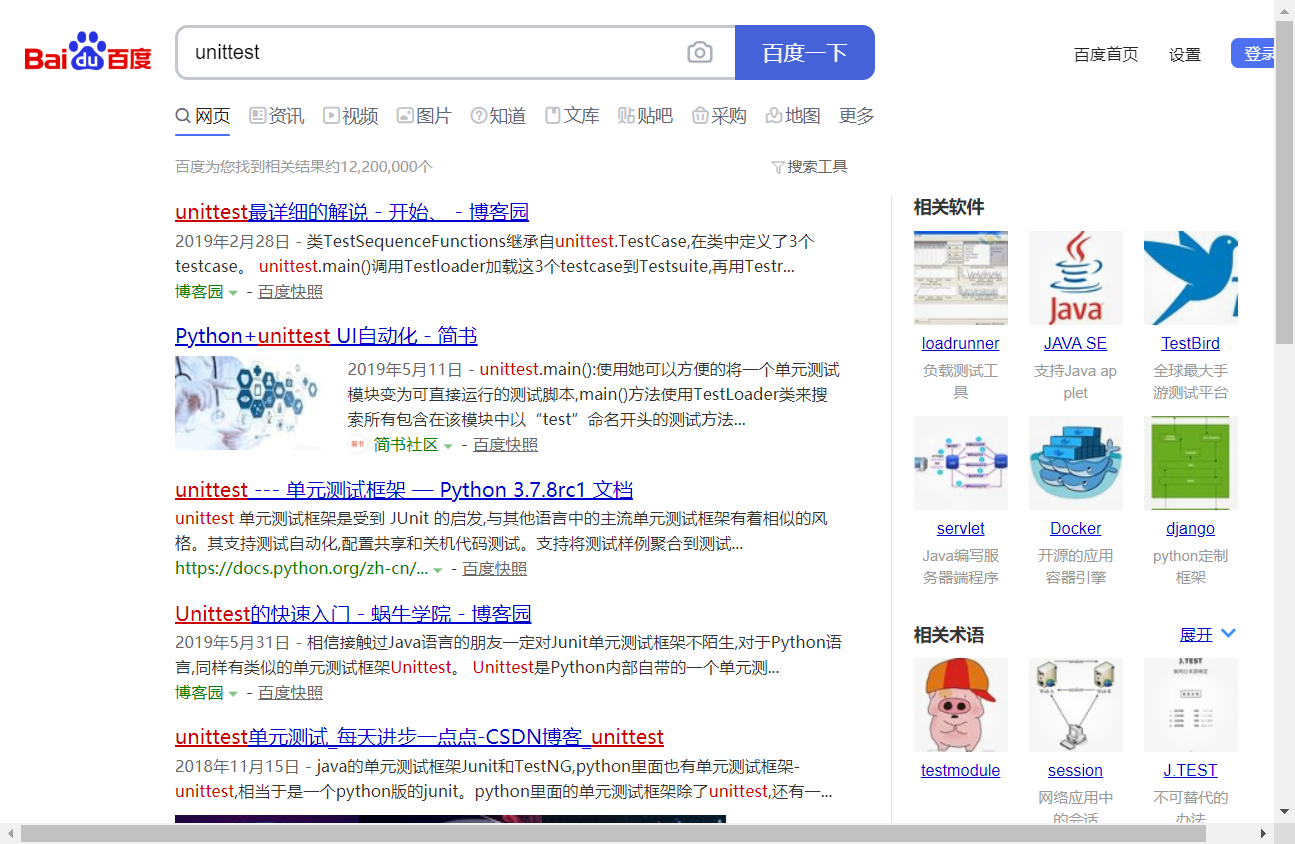 Bai du 百度
unittest
百度一下
百度首页 设置 登录
网页 资讯 视频 图片 知道 文库 贴吧 采购 地图 更多
百度为您找到相关结果约12,200,000个
搜索工具
unittest最详细的解说 - 开始、 - 博客园
2019年2月28日 - 类TestSequenceFunctions继承自unittest.TestCase,在类中定义了3个
testcase。 unittest.main()调用Testloader加载这3个testcase到Testsuite,再用Testr...
博客园 - 百度快照
Python+unittest UI自动化 - 简书
2019年5月11日 - unittest.main():使用她可以方便的将一个单元测试
模块变为可直接运行的测试脚本,main()方法使用TestLoader类来搜
索所有包含在该模块中以“test”命名开头的测试方法...
简书社区 - 百度快照
unittest --- 单元测试框架 — Python 3.7.8rc1 文档
unittest 单元测试框架是受到 JUnit 的启发,与其他语言中的主流单元测试框架有着相似的风
格。其支持测试自动化,配置共享和关机代码测试。支持将测试样例聚合到测试...
https://docs.python.org/zh-cn/... - 百度快照
Unittest的快速入门 - 蜗牛学院 - 博客园
2019年5月31日 - 相信接触过Java语言的朋友一定对Junit单元测试框架不陌生,对于Python语
言,同样有类似的单元测试框架Unittest。 Unittest是Python内部自带的一个单元测...
博客园 - 百度快照
unittest单元测试_每天进步一点点-CSDN博客_unittest
2018年11月15日 - java的单元测试框架Junit和TestNG,python里面也有单元测试框架-
unittest,相当于是一个python版的junit。python里面的单元测试框架除了unittest,还有一...
相关软件
Java
loadrunner JAVA SE TestBird
负载测试工 支持Java ap 全球最大手
具 plet 游测试平台
servlet Docker django
Java编写服 开源的应用 python定制
务器端程序 容器引擎 框架
相关术语 展开
J.TEST
testmodule session J.TEST
网络应用中 不可替代的
的会话 办法